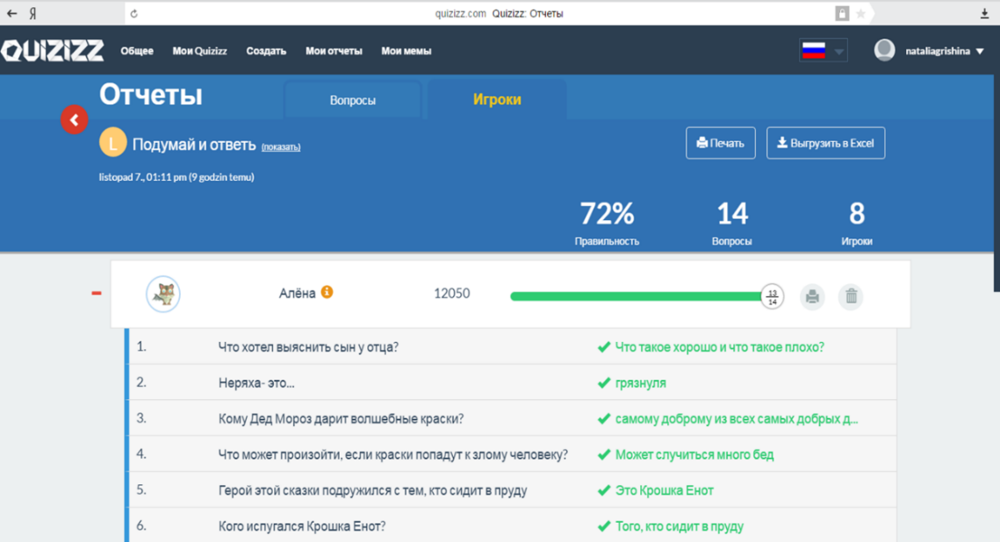 Я quizizz.com Quizizz: Отчеты
QUIZIZZ Общее Мои Quizizz Создать Мои отчеты Мои мемы nataliagrishina
Отчеты Вопросы Игроки
L Подумай и ответь (показать) Печать Выгрузить в Excel
listopad 7., 01:11 pm (9 godzin temu)
72% 14 8
Правильность Вопросы Игроки
Алёна 12050 13/14
1. Что хотел выяснить сын у отца? Что такое хорошо и что такое плохо?
2. Неряха- это... грязнуля
3. Кому Дед Мороз дарит волшебные краски? самому доброму из всех самых добрых д...
4. Что может произойти, если краски попадут к злому человеку? Может случиться много бед
5. Герой этой сказки подружился с тем, кто сидит в пруду Это Крошка Енот
6. Кого испугался Крошка Енот? Того, кто сидит в пруду